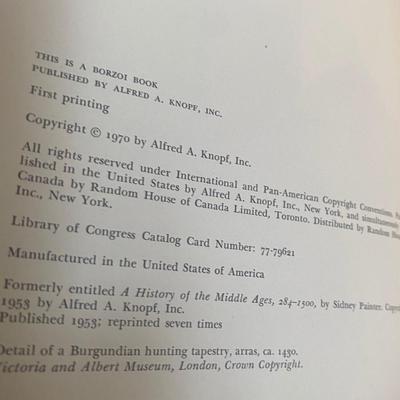 THIS IS A BORZOI BOOK
PUBLISHED BY ALFRED A. KNOPF, INC.
First printing
Copyright © 1970 by Alfred A. Knopf, Inc.
All rights reserved under International and Pan-American Copyright Conventions.
lished in the United States by Alfred A. Knopf, Inc., New York, and simultaneously
Canada by Random House of Canada Limited, Toronto. Distributed by Random
Inc., New York.
Library of Congress Catalog Card Number: 77-79621
Manufactured in the United States of America
Formerly entitled A History of the Middle Ages, 284–1500, by Sidney Painter.
1953 by Alfred A. Knopf, Inc.
Published 1953; reprinted seven times
Detail of a Burgundian hunting tapestry, arras, ca. 1430.
Victoria and Albert Museum, London, Crown Copyright.